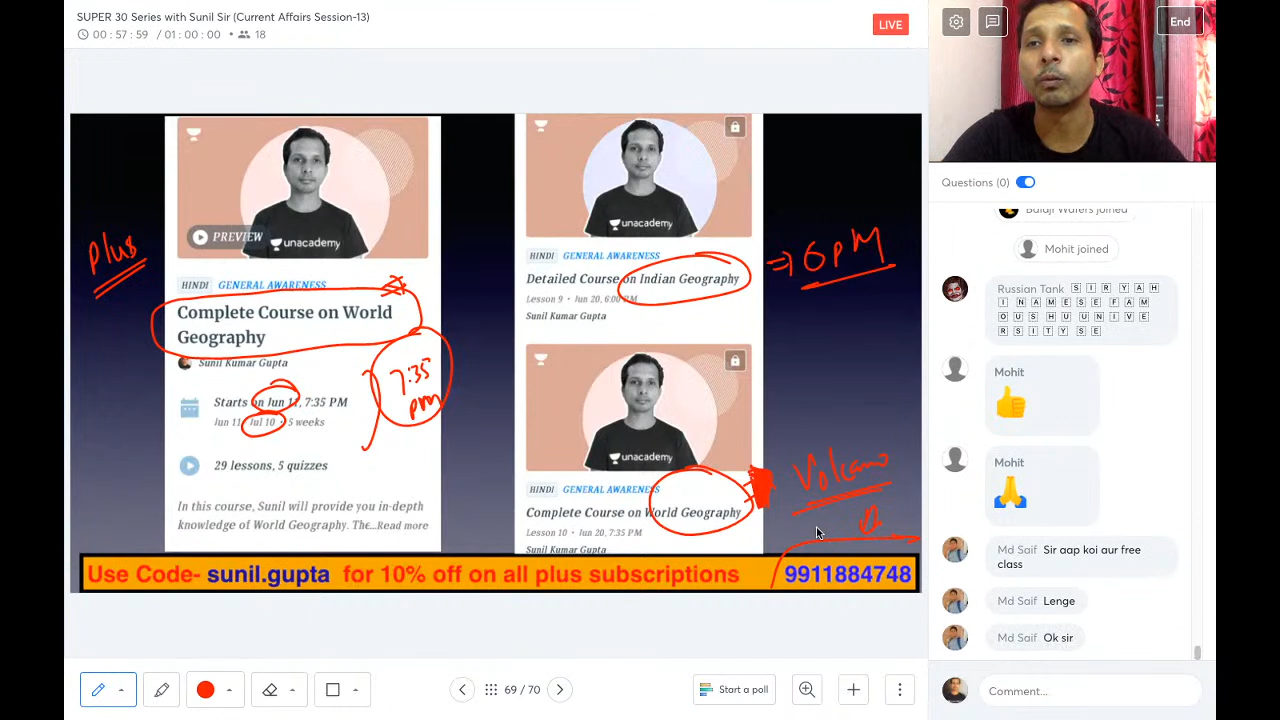 SUPER 30 Series with Sunil Sir (Current Affairs Session-13)
00 : 57 : 59 / 01 : 00 : 00 • 18
LIVE
End
Plus
PREVIEW
unacademy
HINDI GENERAL AWARENESS
Complete Course on World
Geography
Sunil Kumar Gupta
Starts on Jun 11, 7:35 PM
Jun 11 Jul 10 • 5 weeks
29 lessons, 5 quizzes
In this course, Sunil will provide you in-depth
knowledge of World Geography. The...Read more
7:35
pm
unacademy
HINDI GENERAL AWARENESS
Detailed Course on Indian Geography
Lesson 9 • Jun 20, 6:00 PM
Sunil Kumar Gupta
⇒ 6 PM
unacademy
HINDI GENERAL AWARENESS
Complete Course on World Geography
Lesson 10 • Jun 20, 7:35 PM
Sunil Kumar Gupta
Volcano
Use Code- sunil.gupta for 10% off on all plus subscriptions 9911884748
69 / 70
Start a poll
Questions (0)
Balaji Wafers joined
Mohit joined
Russian Tank 🅂🄸🅁 🅈🄰🄷
🄸 🄽🄰🄼🄴🅂🄴 🄵🄰🄼
🄾🅄🅂 🄷🅄 🅄🄽🄸🅅🄴
🅁🅂🄸🅃🅈 🅂🄴
Mohit
👍
Mohit
🙏
Md Saif Sir aap koi aur free
class
Md Saif Lenge
Md Saif Ok sir
Comment...